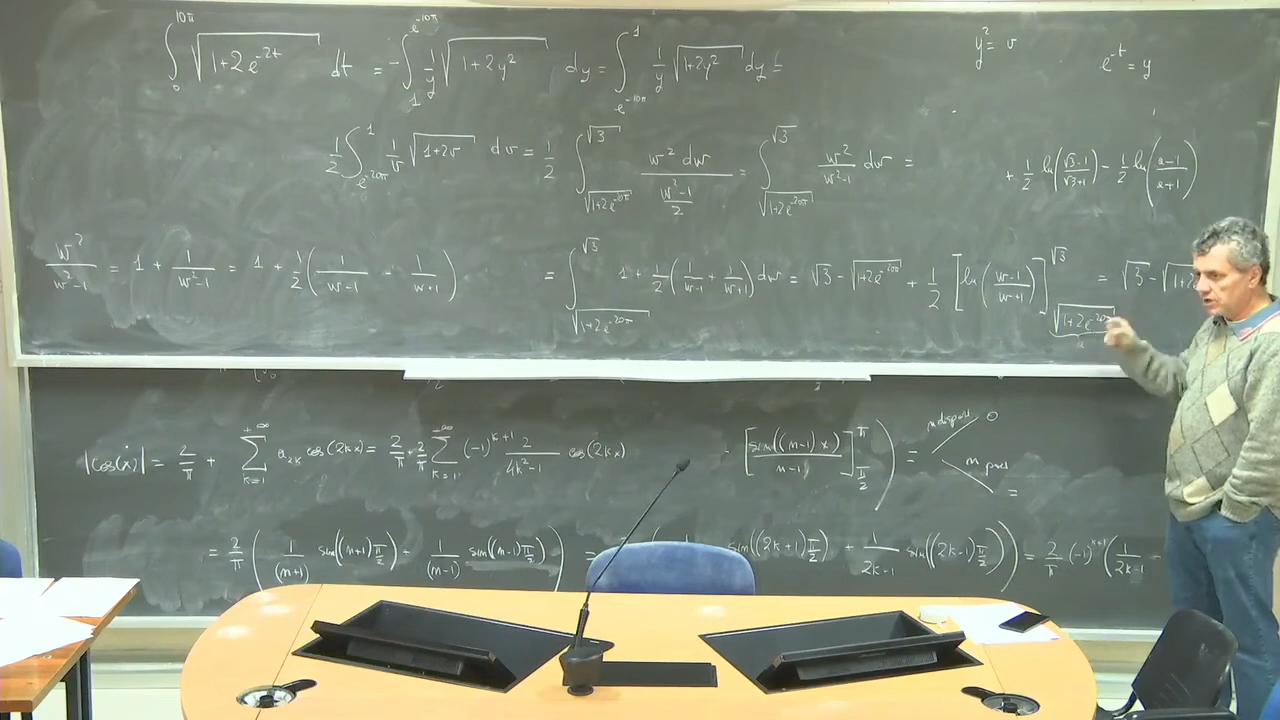 ∫_0^{10π} √(1+2e^{-2t}) dt = -∫_1^{e^{-10π}} 1/y √(1+2y²) dy = ∫_{e^{-10π}}^1 1/y √(1+2y²) dy =
y² = v
e^{-t} = y
1/2 ∫_{e^{-20π}}^1 1/v √(1+2v) dv = 1/2 ∫_{√(1+2e^{-20π})}^{√3} w² dw / ((w²-1)/2) = ∫_{√(1+2e^{-20π})}^{√3} w²/(w²-1) dw =
+ 1/2 ln((√3-1)/(√3+1)) - 1/2 ln((a-1)/(a+1))
w²/(w²-1) = 1 + 1/(w²-1) = 1 + 1/2 (1/(w-1) - 1/(w+1))
= ∫_{√(1+2e^{-20π})}^{√3} 1 + 1/2 (1/(w-1) + 1/(w+1)) dw = √3 - √(1+2e^{-20π}) + 1/2 [ln((w-1)/(w+1))]_{√(1+2e^{-20π})}^{√3} = √3 - √(1+2
|cos(x)| = 2/π + ∑_{k=1}^{+∞} a_{2k} cos(2kx) = 2/π + 2/π ∑_{k=1}^{+∞} (-1)^{k+1} 2/(4k²-1) cos(2kx)
- [sin((n-1)x)/(n-1)]_{π/2}^{π} ) =
n dispari 0
n pari =
= 2/π (1/(n+1) sin((n+1)π/2) + 1/(n-1) sin((n-1)π/2)) =
sin((2k+1)π/2) + 1/(2k-1) sin((2k-1)π/2)) = 2/π (-1)^{k+1} (1/(2k-1) -